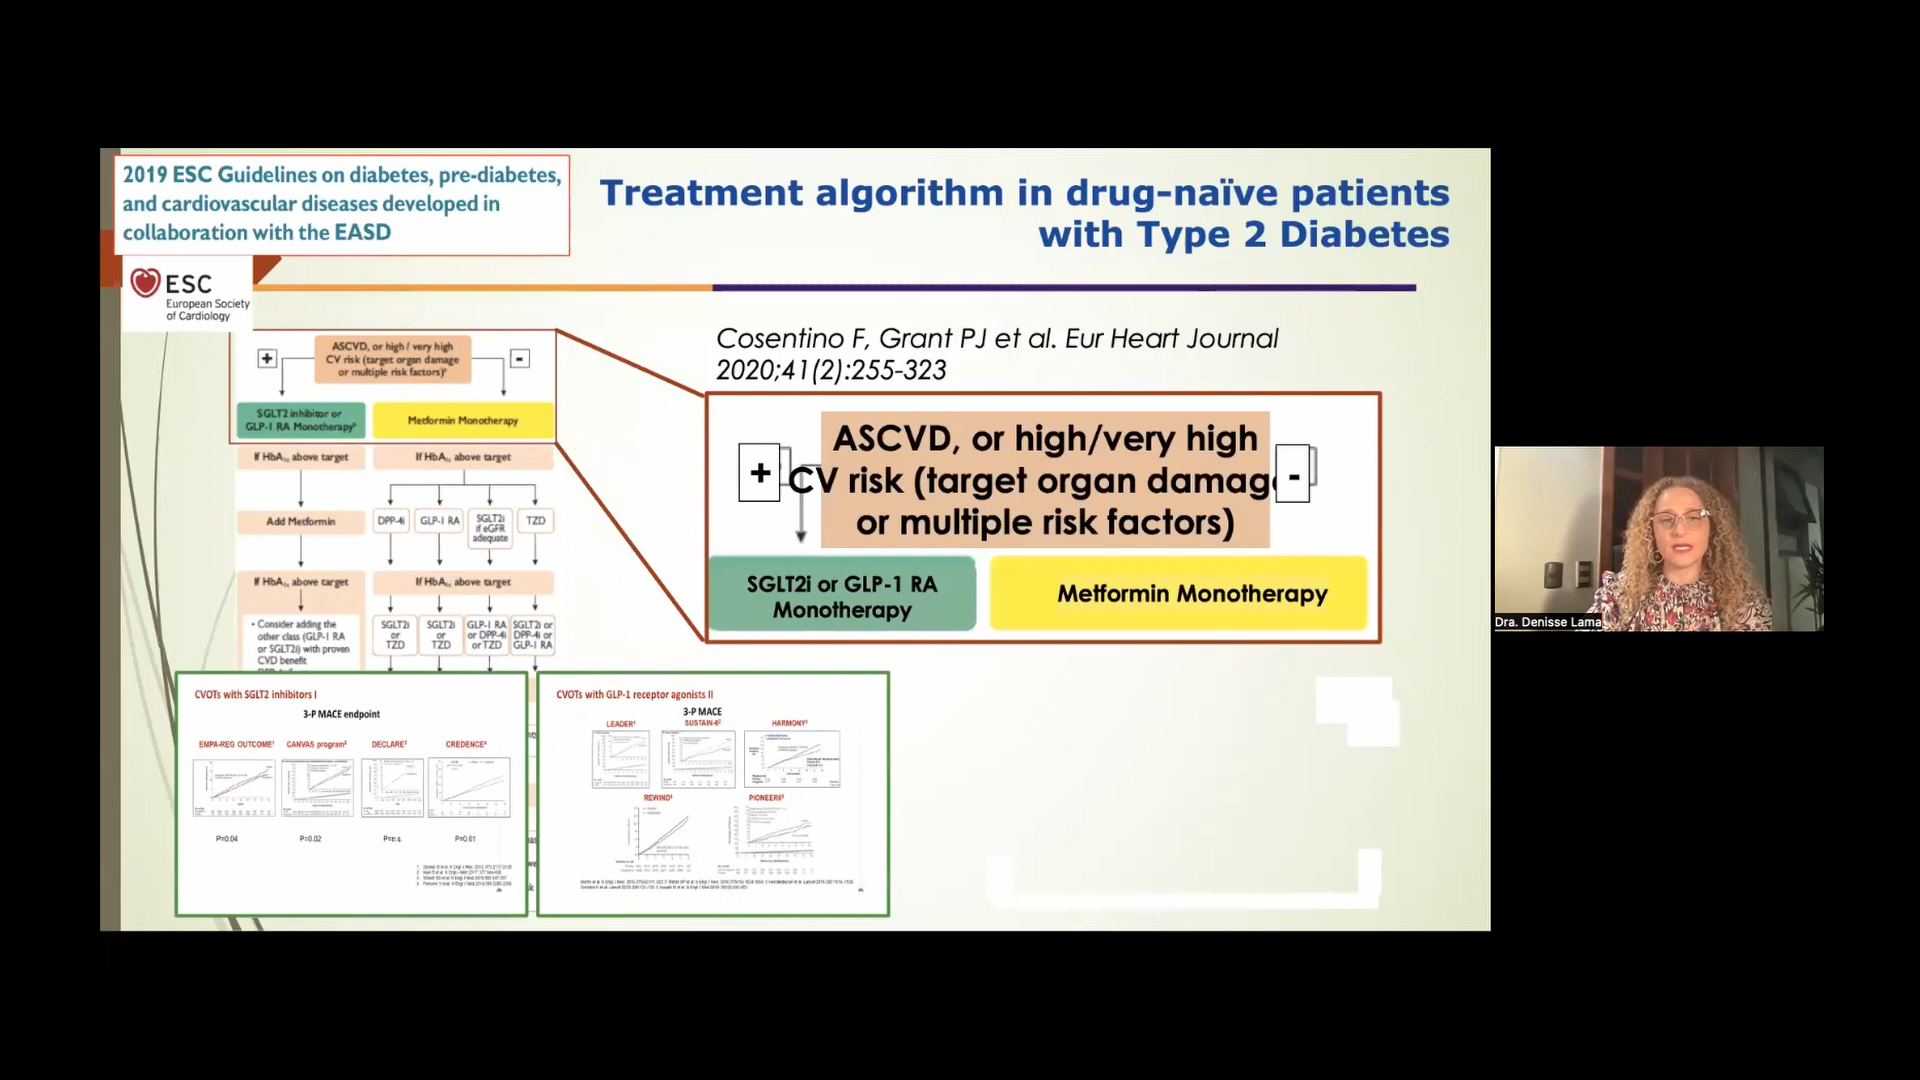 2019 ESC Guidelines on diabetes, pre-diabetes,
and cardiovascular diseases developed in
collaboration with the EASD
Treatment algorithm in drug-naïve patients
with Type 2 Diabetes
ESC
European Society
of Cardiology
Cosentino F, Grant PJ et al. Eur Heart Journal
2020;41(2):255-323
+
ASCVD, or high / very high
CV risk (target organ damage
or multiple risk factors)
-
SGLT2 inhibitor or
GLP-1 RA Monotherapy
Metformin Monotherapy
If HbA1c above target
If HbA1c above target
Add Metformin
DPP-4i
GLP-1 RA
SGLT2i
if eGFR
adequate
TZD
If HbA1c above target
If HbA1c above target
• Consider adding the
other class (GLP-1 RA
or SGLT2i) with proven
CVD benefit
SGLT2i
or
TZD
SGLT2i
or
TZD
GLP-1 RA
or DPP-4i
or TZD
SGLT2i or
DPP-4i or
GLP-1 RA
+
ASCVD, or high/very high
CV risk (target organ damage
or multiple risk factors)
-
SGLT2i or GLP-1 RA
Monotherapy
Metformin Monotherapy
CVOTs with SGLT2 inhibitors I
3-P MACE endpoint
EMPA-REG OUTCOME¹
CANVAS program²
DECLARE³
CREDENCE⁴
P=0.04
P=0.02
P=n.s.
P=0.01
CVOTs with GLP-1 receptor agonists II
3-P MACE
LEADER¹
SUSTAIN-6²
HARMONY³
REWIND⁴
PIONEER6⁵
Dra. Denisse Lama